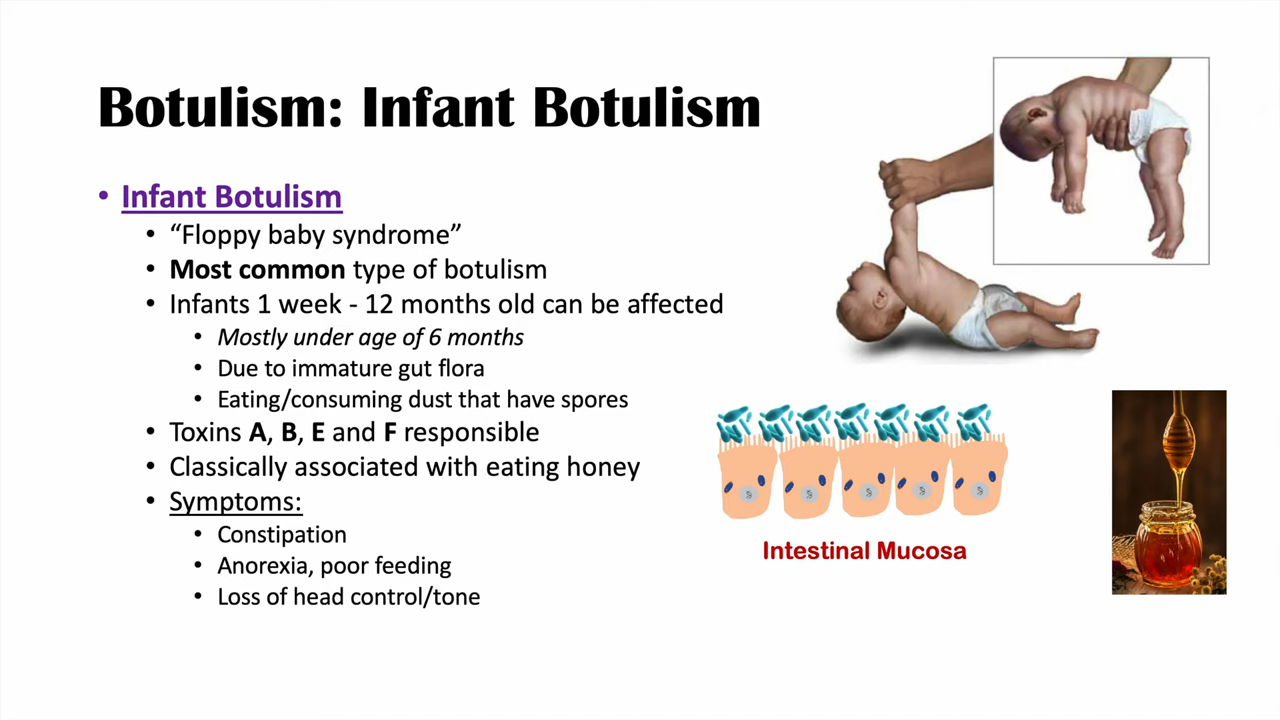 Botulism: Infant Botulism
• Infant Botulism
• “Floppy baby syndrome”
• Most common type of botulism
• Infants 1 week - 12 months old can be affected
• Mostly under age of 6 months
• Due to immature gut flora
• Eating/consuming dust that have spores
• Toxins A, B, E and F responsible
• Classically associated with eating honey
• Symptoms:
• Constipation
• Anorexia, poor feeding
• Loss of head control/tone
Intestinal Mucosa